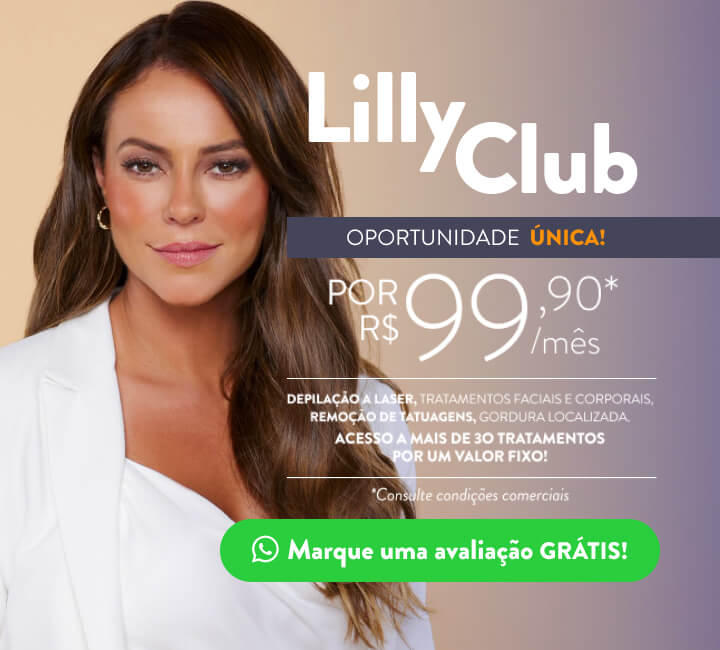 Lilly
Club
OPORTUNIDADE ÚNICA!
POR
R$ 99,90*
/mês
DEPILAÇÃO A LASER, TRATAMENTOS FACIAIS E CORPORAIS,
REMOÇÃO DE TATUAGENS, GORDURA LOCALIZADA.
ACESSO A MAIS DE 30 TRATAMENTOS
POR UM VALOR FIXO!
*Consulte condições comerciais
Marque uma avaliação GRÁTIS!